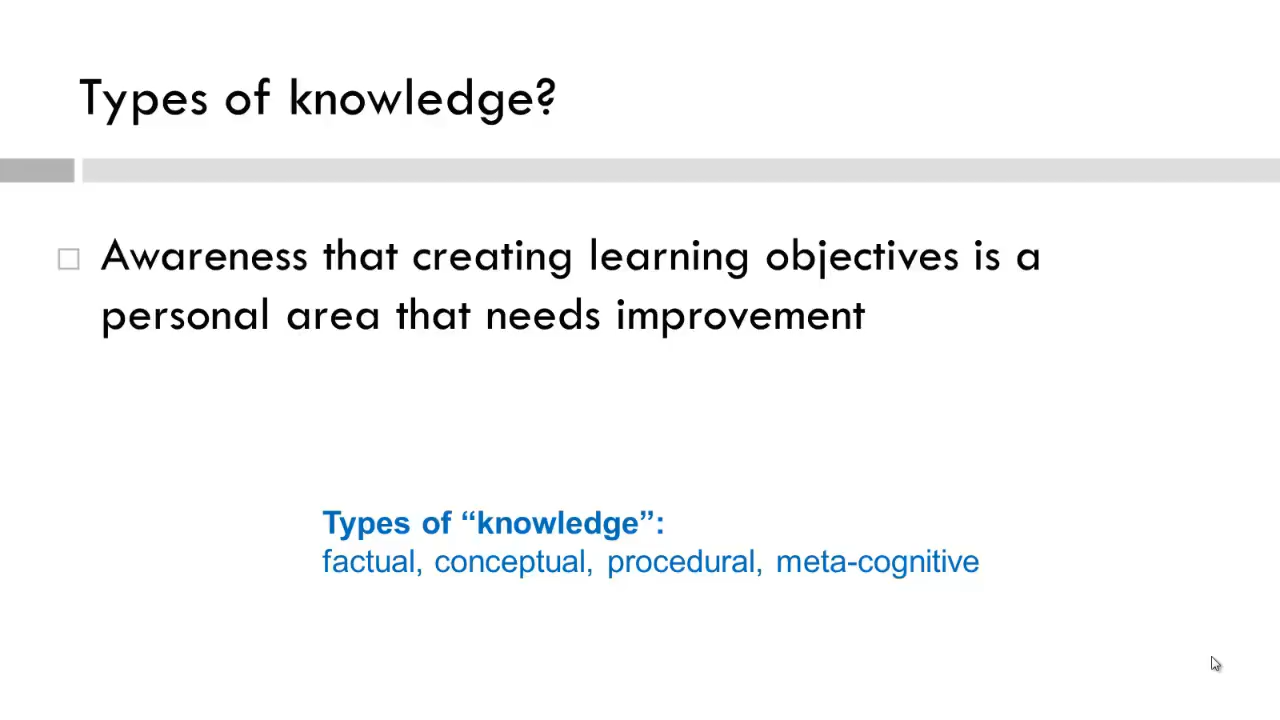 Types of knowledge?
Awareness that creating learning objectives is a
personal area that needs improvement
Types of “knowledge”:
factual, conceptual, procedural, meta-cognitive